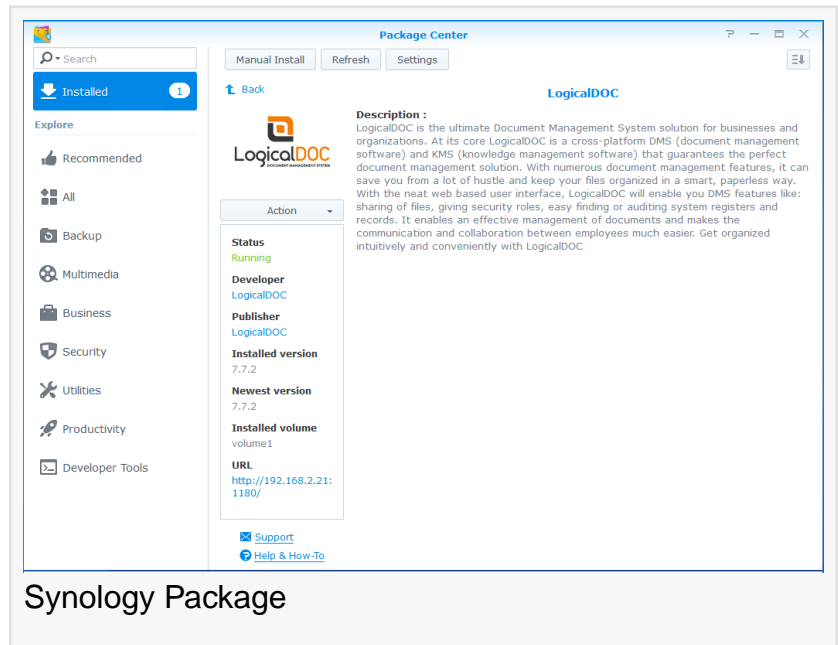 Package Center
Search
Manual Install
Refresh
Settings
Installed
1
Explore
Recommended
All
Backup
Multimedia
Business
Security
Utilities
Productivity
Developer Tools
Back
LogicalDOC
LogicalDOC
DOCUMENT MANAGEMENT SYSTEM
Action
Status
Running
Developer
LogicalDOC
Publisher
LogicalDOC
Installed version
7.7.2
Newest version
7.7.2
Installed volume
volume1
URL
http://192.168.2.21:
1180/
Support
Help & How-To
Description :
LogicalDOC is the ultimate Document Management System solution for businesses and
organizations. At its core LogicalDOC is a cross-platform DMS (document management
software) and KMS (knowledge management software) that guarantees the perfect
document management solution. With numerous document management features, it can
save you from a lot of hustle and keep your files organized in a smart, paperless way.
With the neat web based user interface, LogicalDOC will enable you DMS features like:
sharing of files, giving security roles, easy finding or auditing system registers and
records. It enables an effective management of documents and makes the
communication and collaboration between employees much easier. Get organized
intuitively and conveniently with LogicalDOC
Synology Package